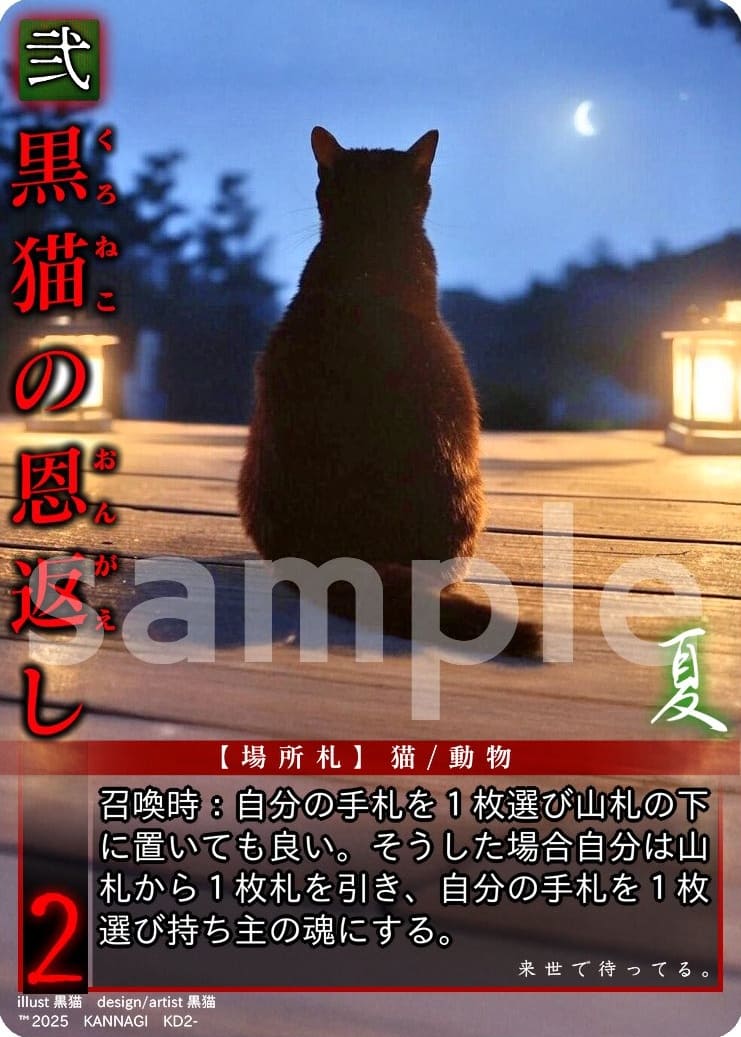 弐
黒猫の恩返し
くろねこ
おんがえ
sample
夏
【場所札】 猫/動物
召喚時：自分の手札を１枚選び山札の下
に置いても良い。そうした場合自分は山
札から１枚札を引き、自分の手札を１枚
選び持ち主の魂にする。
2
来世で待ってる。
illust 黒猫　design/artist 黒猫
™2025　KANNAGI　KD2-